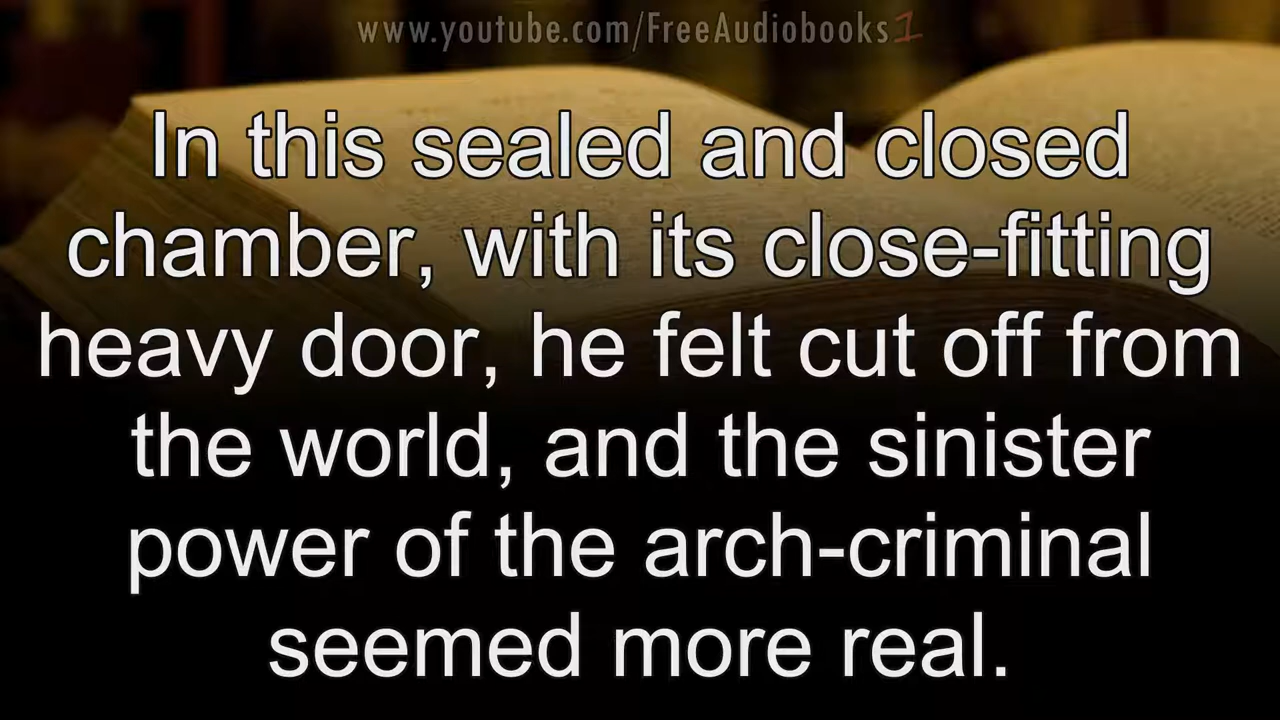 www.youtube.com/FreeAudiobooks1
In this sealed and closed
chamber, with its close-fitting
heavy door, he felt cut off from
the world, and the sinister
power of the arch-criminal
seemed more real.